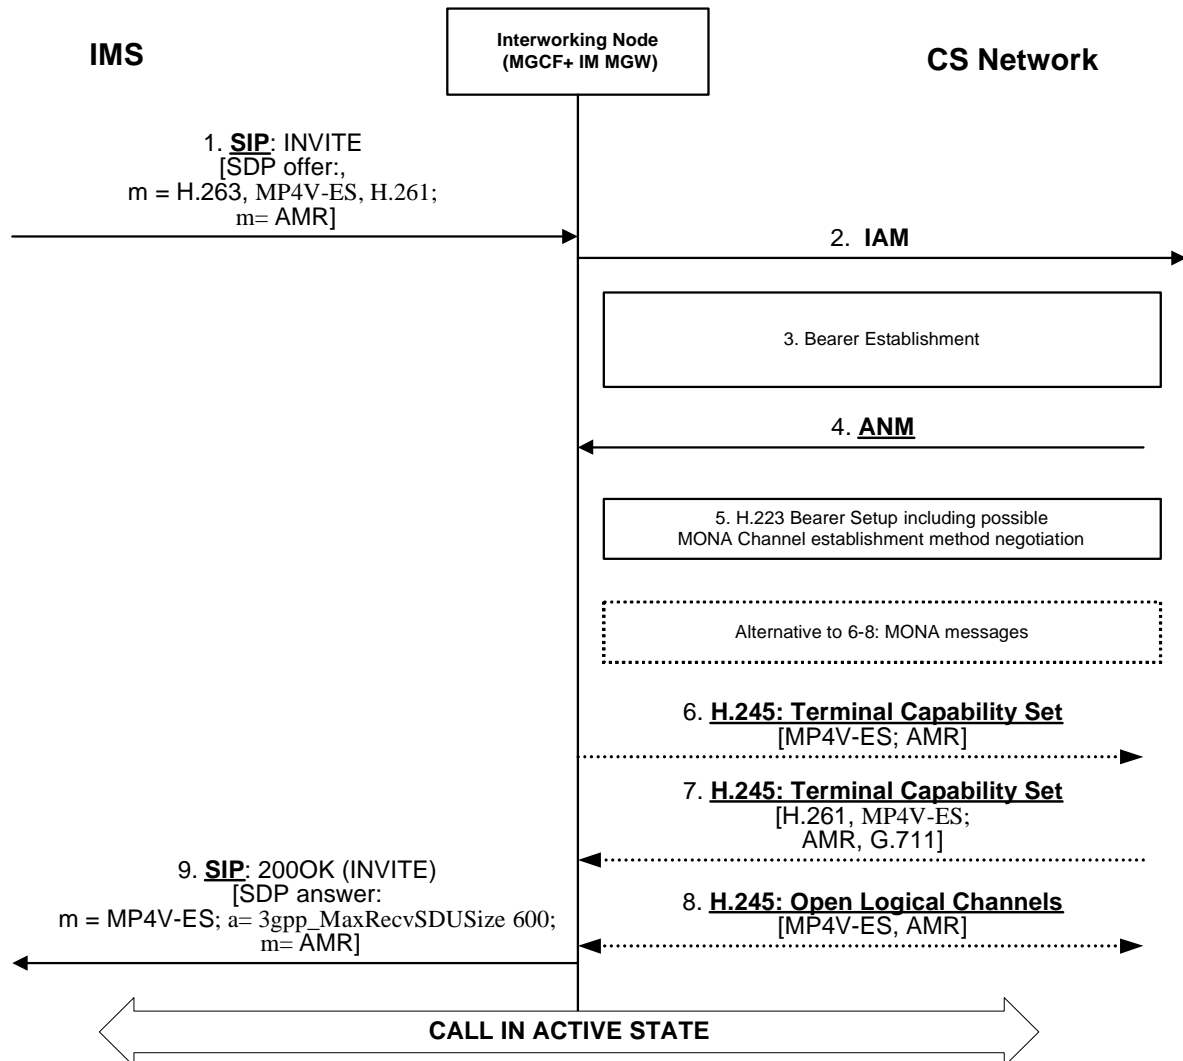 IMS
Interworking Node
(MGCF+ IM MGW)
CS Network
1. SIP: INVITE
[SDP offer:,
m = H.263, MP4V-ES, H.261;
m= AMR]
2. IAM
3. Bearer Establishment
4. ANM
5. H.223 Bearer Setup including possible
MONA Channel establishment method negotiation
Alternative to 6-8: MONA messages
6. H.245: Terminal Capability Set
[MP4V-ES; AMR]
7. H.245: Terminal Capability Set
[H.261, MP4V-ES;
AMR, G.711]
9. SIP: 200OK (INVITE)
[SDP answer:
m = MP4V-ES; a= 3gpp_MaxRecvSDUSize 600;
m= AMR]
8. H.245: Open Logical Channels
[MP4V-ES, AMR]
CALL IN ACTIVE STATE